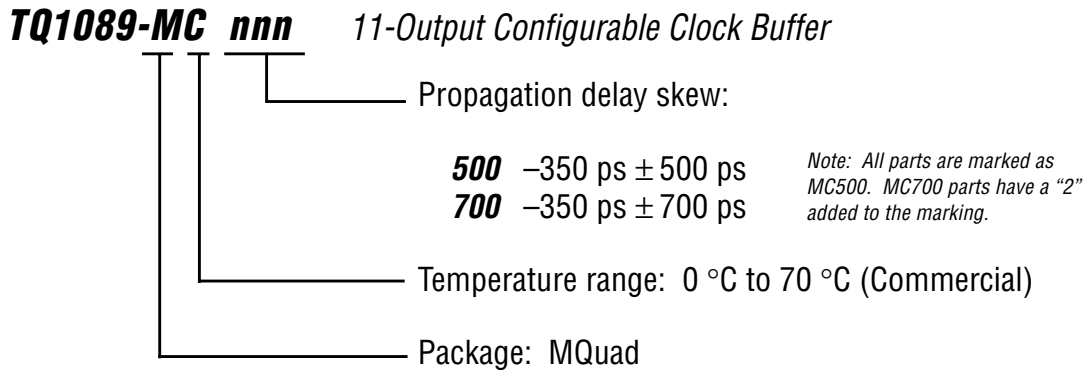 TQ1089-MC nnn 11-Output Configurable Clock Buffer
Propagation delay skew:
500 –350 ps ± 500 ps
700 –350 ps ± 700 ps
Note: All parts are marked as
MC500. MC700 parts have a “2”
added to the marking.
Temperature range: 0 °C to 70 °C (Commercial)
Package: MQuad